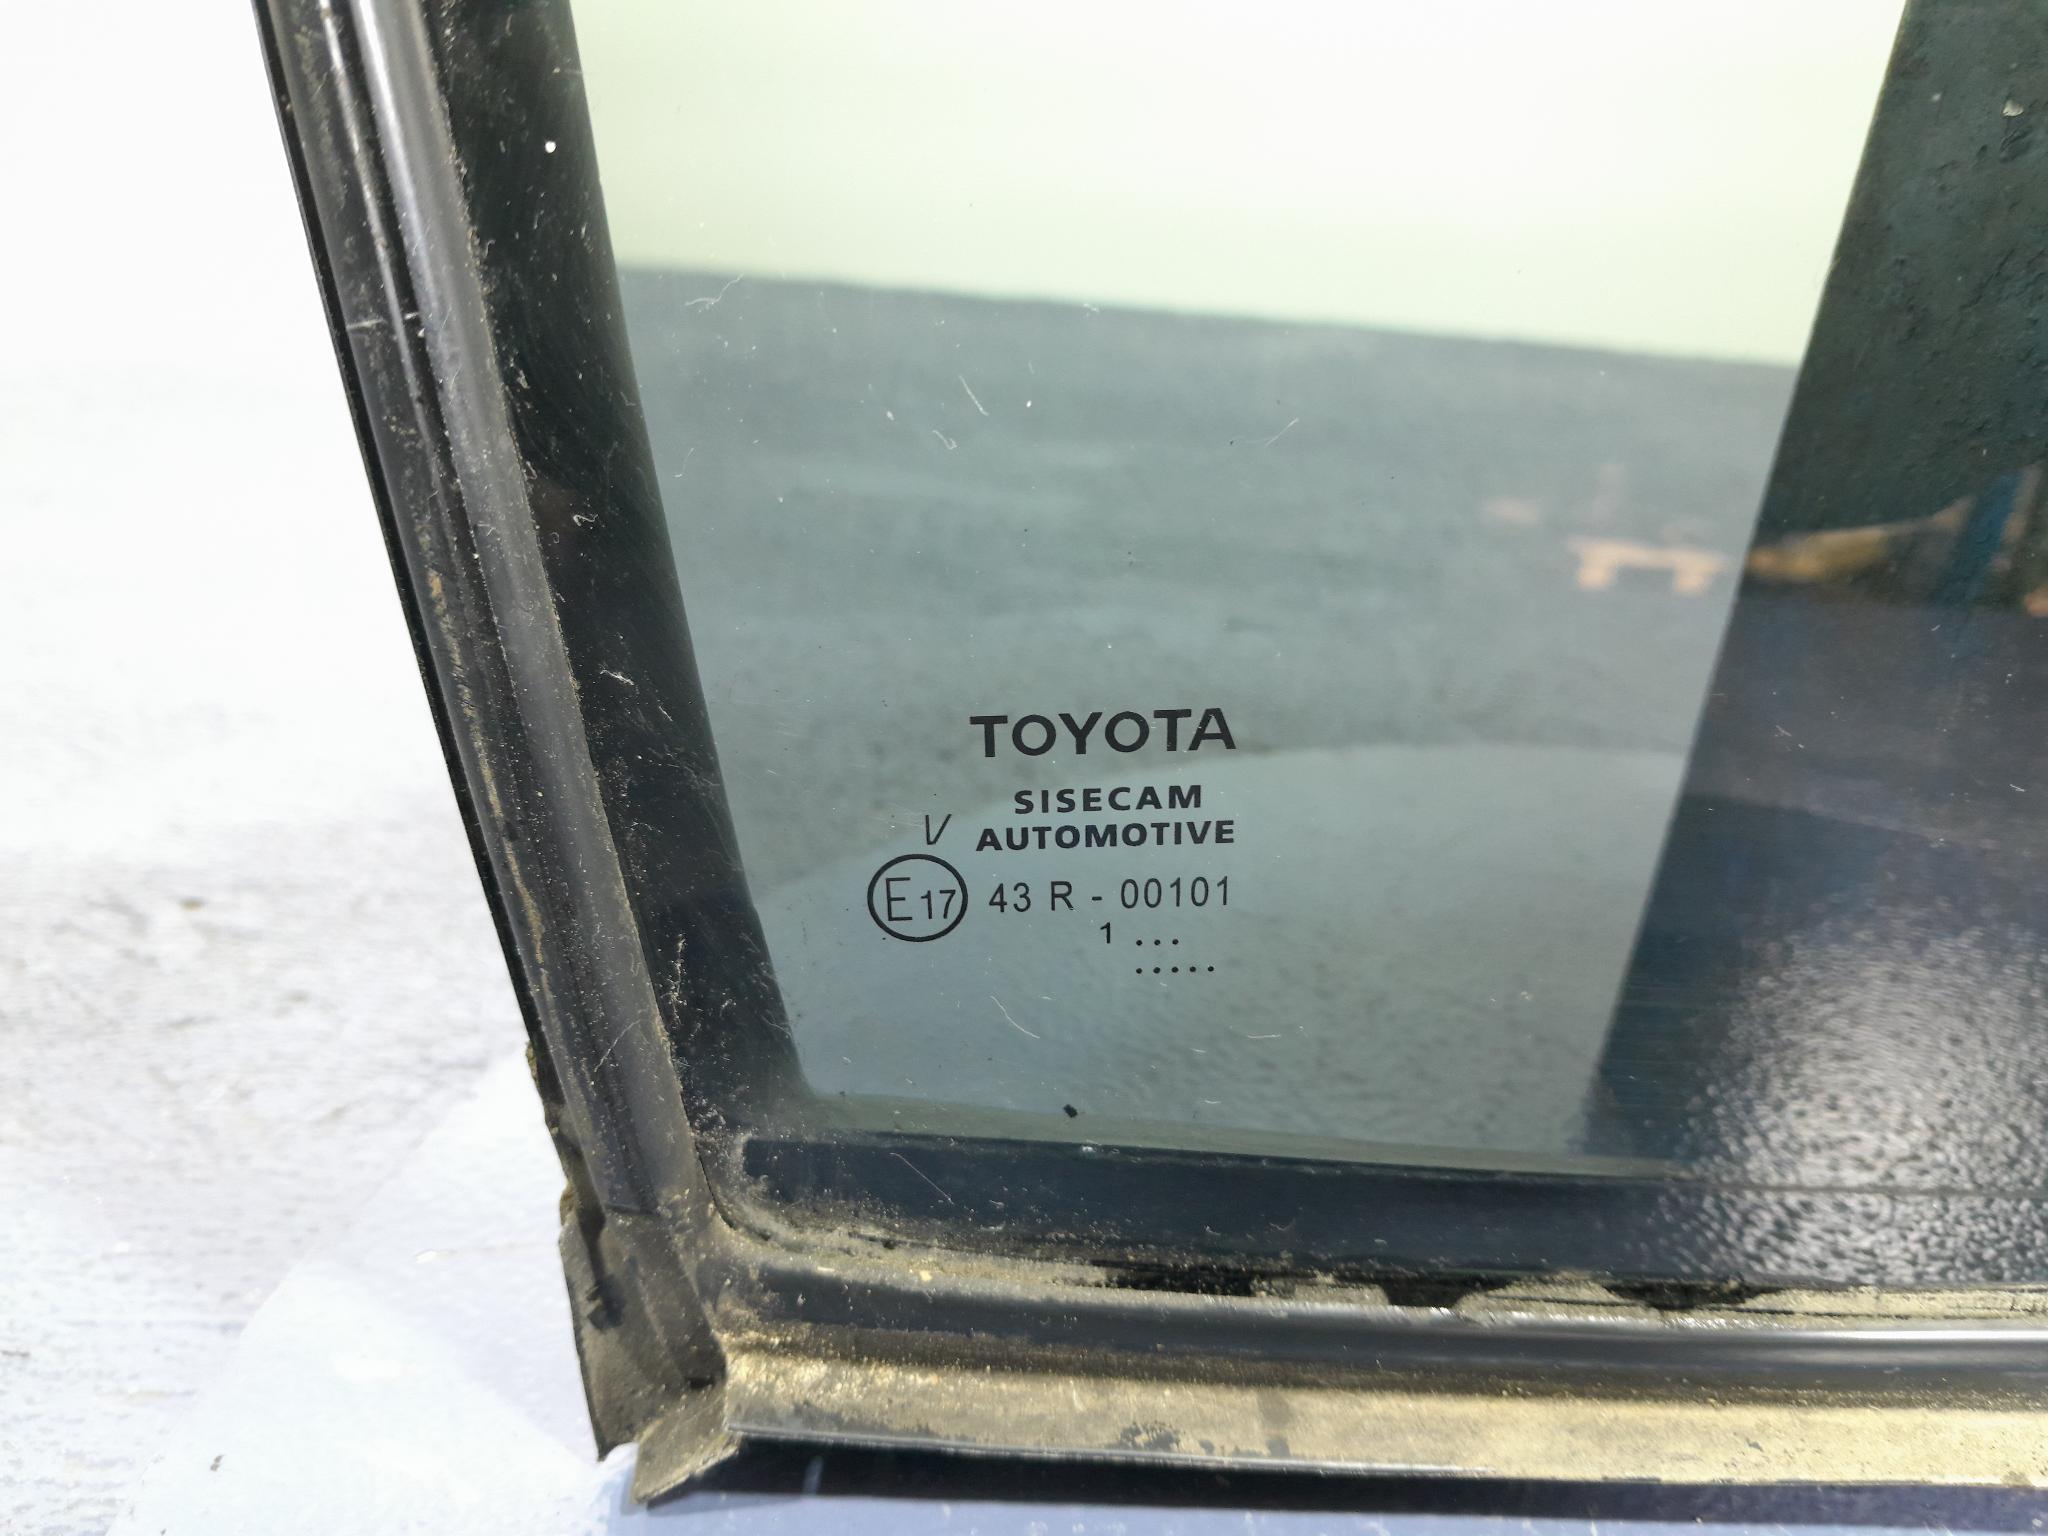 TOYOTA
SISECAM
V AUTOMOTIVE
E17 43 R - 00101
1 ...
.....